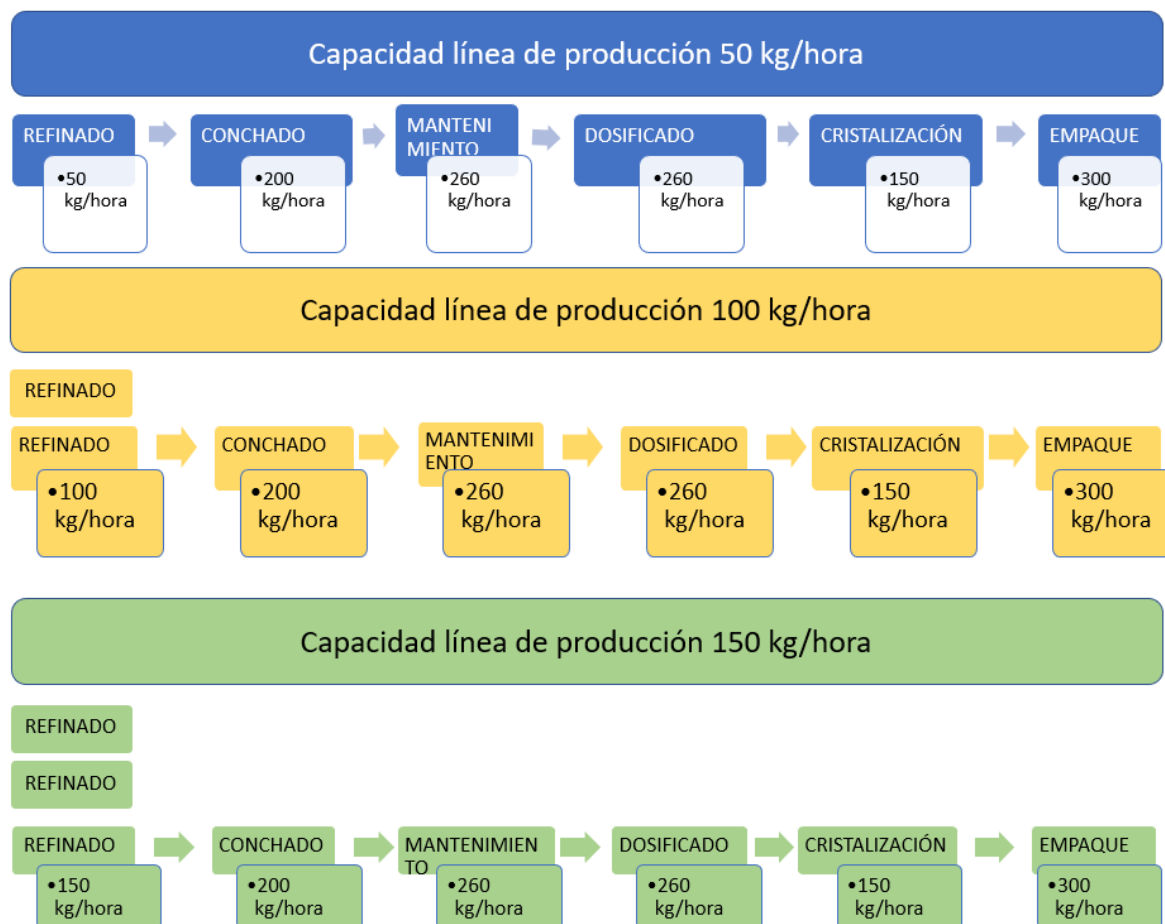 Capacidad línea de producción 50 kg/hora
REFINADO
•50
kg/hora
CONCHADO
•200
kg/hora
MANTENI
MIENTO
•260
kg/hora
DOSIFICADO
•260
kg/hora
CRISTALIZACIÓN
•150
kg/hora
EMPAQUE
•300
kg/hora
Capacidad línea de producción 100 kg/hora
REFINADO
REFINADO
•100
kg/hora
CONCHADO
•200
kg/hora
MANTENIMI
ENTO
•260
kg/hora
DOSIFICADO
•260
kg/hora
CRISTALIZACIÓN
•150
kg/hora
EMPAQUE
•300
kg/hora
Capacidad línea de producción 150 kg/hora
REFINADO
REFINADO
REFINADO
•150
kg/hora
CONCHADO
•200
kg/hora
MANTENIMIEN
TO
•260
kg/hora
DOSIFICADO
•260
kg/hora
CRISTALIZACIÓN
•150
kg/hora
EMPAQUE
•300
kg/hora